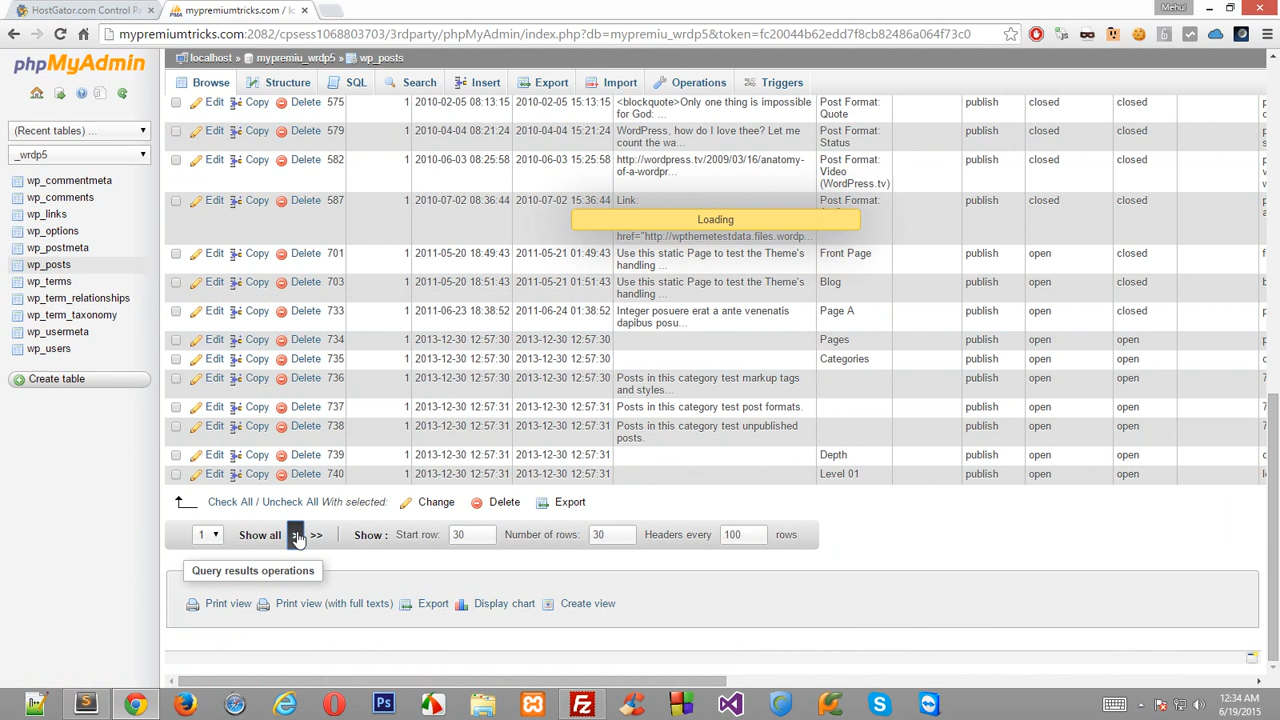 HostGator.com Control P
mypremiumtricks.com / lc
Mehul
mypremiumtricks.com:2082/cpsess1068803703/3rdparty/phpMyAdmin/index.php?db=mypremiu_wrdp5&token=fc20044b62edd7f8cb82486a064f73c0
phpMyAdmin
(Recent tables) ...
_wrdp5
wp_commentmeta
wp_comments
wp_links
wp_options
wp_postmeta
wp_posts
wp_terms
wp_term_relationships
wp_term_taxonomy
wp_usermeta
wp_users
Create table
localhost » mypremiu_wrdp5 » wp_posts
Browse Structure SQL Search Insert Export Import Operations Triggers
Edit Copy Delete 575 1 2010-02-05 08:13:15 2010-02-05 15:13:15 <blockquote>Only one thing is impossible for God: ... Post Format: Quote publish closed closed
Edit Copy Delete 579 1 2010-04-04 08:21:24 2010-04-04 15:21:24 WordPress, how do I love thee? Let me count the wa... Post Format: Status publish closed closed
Edit Copy Delete 582 1 2010-06-03 08:25:58 2010-06-03 15:25:58 http://wordpress.tv/2009/03/16/anatomy-of-a-wordpr... Post Format: Video (WordPress.tv) publish closed closed
Edit Copy Delete 587 1 2010-07-02 08:36:44 2010-07-02 15:36:44 Link: href="http://wpthemetestdata.files.wordp... Post Format: publish closed closed
Loading
Edit Copy Delete 701 1 2011-05-20 18:49:43 2011-05-21 01:49:43 Use this static Page to test the Theme's handling ... Front Page publish open closed
Edit Copy Delete 703 1 2011-05-20 18:51:43 2011-05-21 01:51:43 Use this static Page to test the Theme's handling ... Blog publish open closed
Edit Copy Delete 733 1 2011-06-23 18:38:52 2011-06-24 01:38:52 Integer posuere erat a ante venenatis dapibus posu... Page A publish open closed
Edit Copy Delete 734 1 2013-12-30 12:57:30 2013-12-30 12:57:30 Pages publish open open
Edit Copy Delete 735 1 2013-12-30 12:57:30 2013-12-30 12:57:30 Categories publish open open
Edit Copy Delete 736 1 2013-12-30 12:57:30 2013-12-30 12:57:30 Posts in this category test markup tags and styles... publish open open
Edit Copy Delete 737 1 2013-12-30 12:57:31 2013-12-30 12:57:31 Posts in this category test post formats. publish open open
Edit Copy Delete 738 1 2013-12-30 12:57:31 2013-12-30 12:57:31 Posts in this category test unpublished posts. publish open open
Edit Copy Delete 739 1 2013-12-30 12:57:31 2013-12-30 12:57:31 Depth publish open open
Edit Copy Delete 740 1 2013-12-30 12:57:31 2013-12-30 12:57:31 Level 01 publish open open
Check All / Uncheck All With selected: Change Delete Export
1 Show all >> Show : Start row: 30 Number of rows: 30 Headers every 100 rows
Query results operations
Print view Print view (with full texts) Export Display chart Create view
12:34 AM
6/19/2015